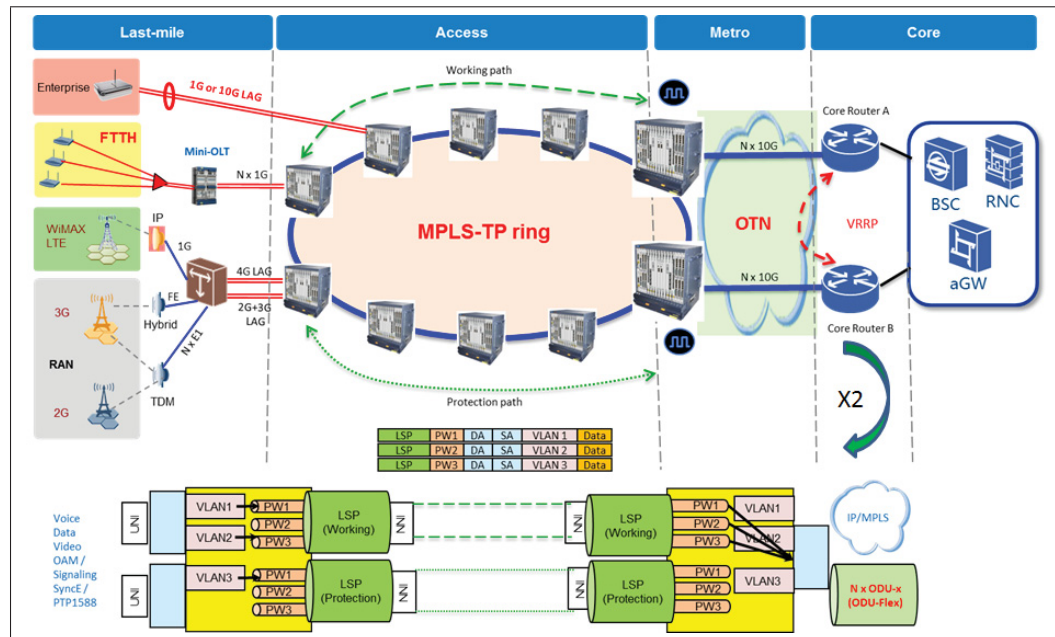 Last-mile
Access
Metro
Core
Enterprise
1G or 10G LAG
Working path
Core Router A
FTTH
Mini-OLT
N x 1G
N x 10G
BSC
RNC
WiMAX
LTE
IP
1G
MPLS-TP ring
OTN
VRRP
aGW
4G LAG
N x 10G
3G
FE
2G+3G
LAG
Hybrid
N x E1
RAN
Core Router B
2G
TDM
Protection path
X2
LSP PW1 DA SA VLAN 1 Data
LSP PW2 DA SA VLAN 2 Data
LSP PW3 DA SA VLAN 3 Data
Voice
Data
Video
OAM /
Signaling
SyncE /
PTP1588
UNI
VLAN1
VLAN2
PW1
PW2
PW3
LSP
(Working)
NNI
NNI
LSP
(Working)
PW1
PW2
PW3
VLAN1
VLAN2
IP/MPLS
UNI
VLAN3
PW1
PW2
PW3
LSP
(Protection)
NNI
NNI
LSP
(Protection)
PW1
PW2
PW3
VLAN3
N x ODU-x
(ODU-Flex)